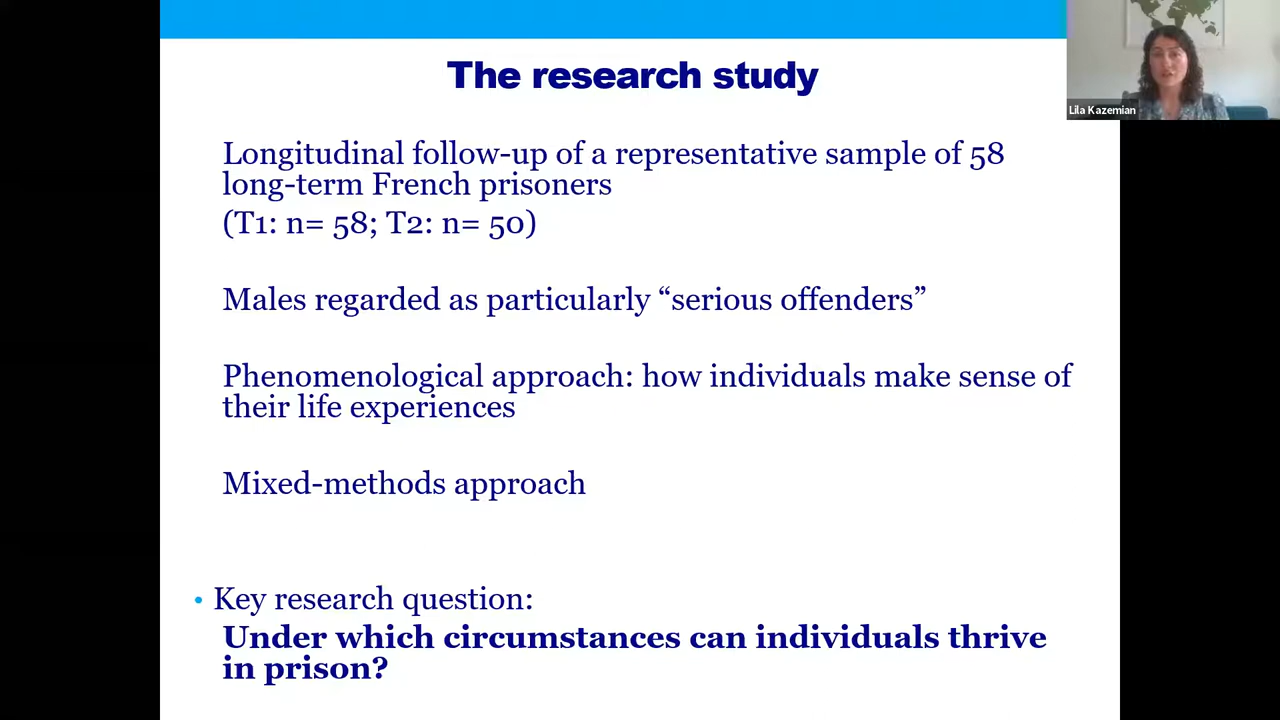 The research study
Lila Kazemian
Longitudinal follow-up of a representative sample of 58
long-term French prisoners
(T1: n= 58; T2: n= 50)
Males regarded as particularly “serious offenders”
Phenomenological approach: how individuals make sense of
their life experiences
Mixed-methods approach
• Key research question:
Under which circumstances can individuals thrive
in prison?